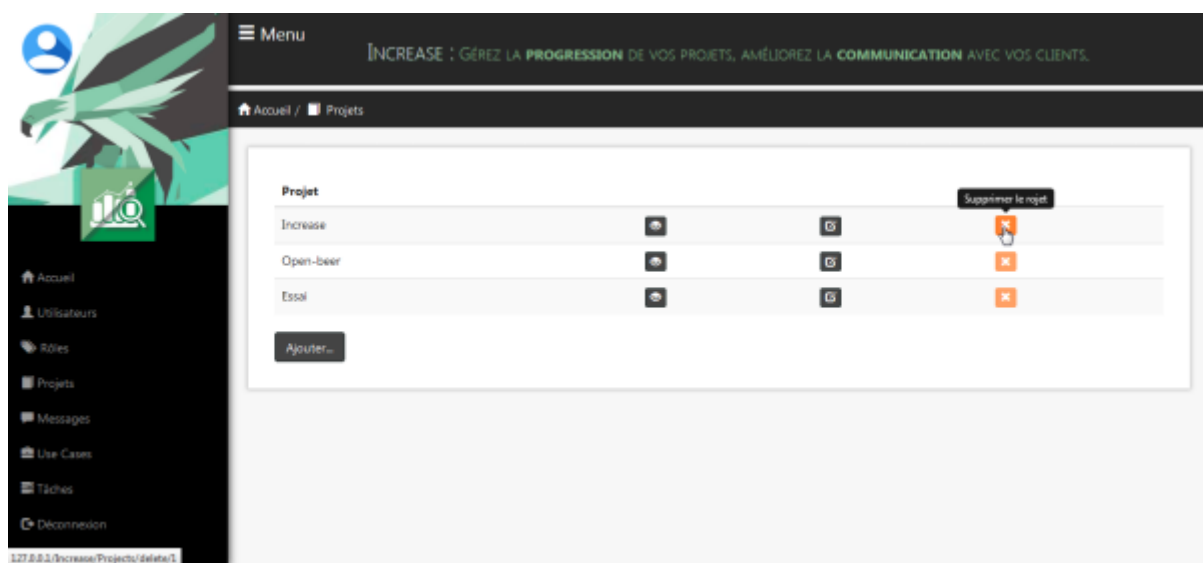 Menu
INCREASE : GÉREZ LA PROGRESSION DE VOS PROJETS, AMÉLIOREZ LA COMMUNICATION AVEC VOS CLIENTS.
Accueil / Projets
Projet
Supprimer le rojet
Increase
Open-beer
Essai
Ajouter...
Accueil
Utilisateurs
Rôles
Projets
Messages
Use Cases
Tâches
Déconnexion
127.0.0.1/Increase/Projects/delete/1